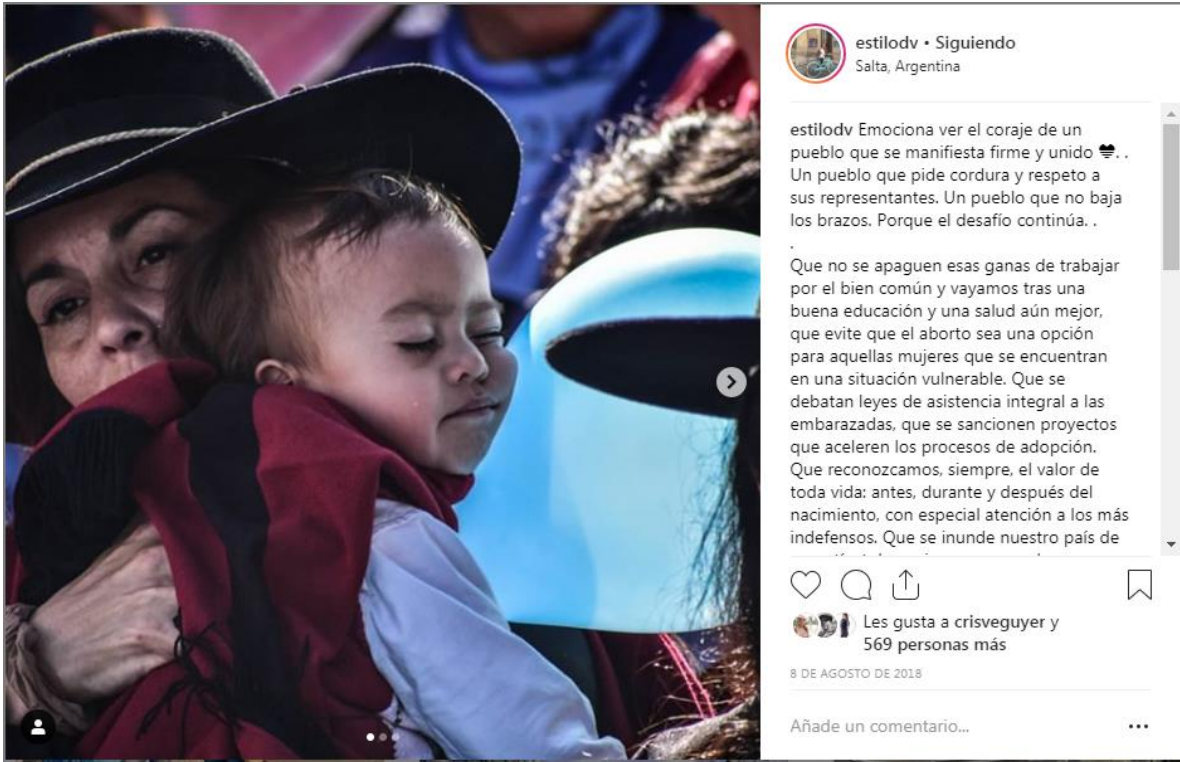 estilodv • Siguiendo
Salta, Argentina
estilodv Emociona ver el coraje de un
pueblo que se manifiesta firme y unido 🖤. .
Un pueblo que pide cordura y respeto a
sus representantes. Un pueblo que no baja
los brazos. Porque el desafío continúa. .
.
Que no se apaguen esas ganas de trabajar
por el bien común y vayamos tras una
buena educación y una salud aún mejor,
que evite que el aborto sea una opción
para aquellas mujeres que se encuentran
en una situación vulnerable. Que se
debatan leyes de asistencia integral a las
embarazadas, que se sancionen proyectos
que aceleren los procesos de adopción.
Que reconozcamos, siempre, el valor de
toda vida: antes, durante y después del
nacimiento, con especial atención a los más
indefensos. Que se inunde nuestro país de
Les gusta a crisveguyer y
569 personas más
8 DE AGOSTO DE 2018
Añade un comentario...